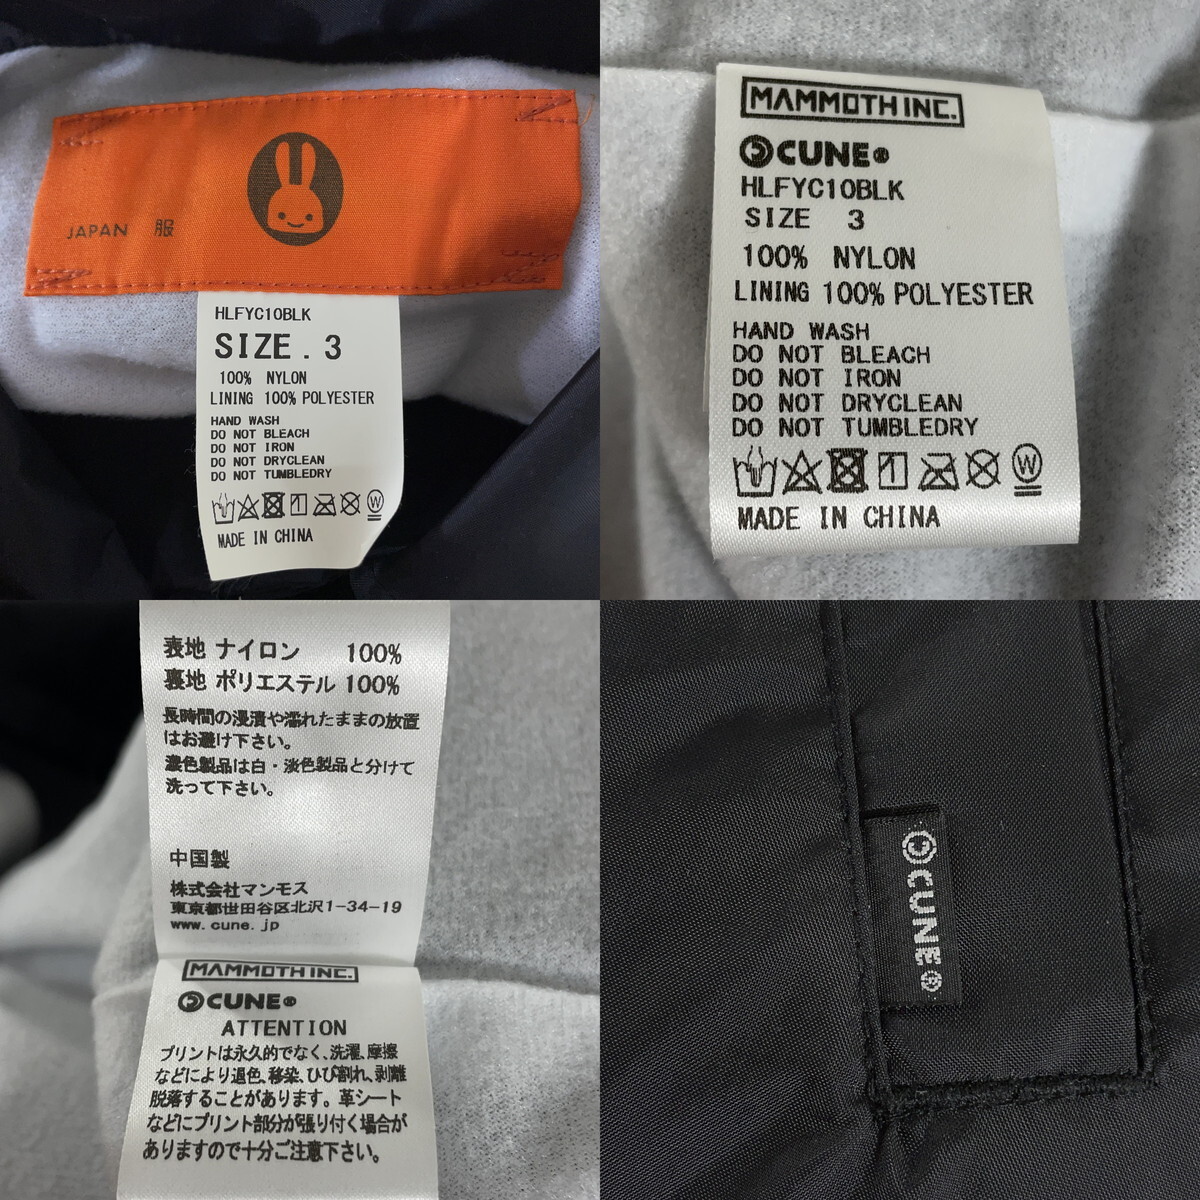 JAPAN 服
HLFYC10BLK
SIZE . 3
100% NYLON
LINING 100% POLYESTER
HAND WASH
DO NOT BLEACH
DO NOT IRON
DO NOT DRYCLEAN
DO NOT TUMBLEDRY
W
MADE IN CHINA
MAMMOTH INC.
CUNE®
HLFYC10BLK
SIZE 3
100% NYLON
LINING 100% POLYESTER
HAND WASH
DO NOT BLEACH
DO NOT IRON
DO NOT DRYCLEAN
DO NOT TUMBLEDRY
W
MADE IN CHINA
表地 ナイロン 100%
裏地 ポリエステル 100%
長時間の浸漬や濡れたままの放置
はお避け下さい。
濃色製品は白・淡色製品と分けて
洗って下さい。
中国製
株式会社マンモス
東京都世田谷区北沢1-34-19
www.cune.jp
MAMMOTH INC.
CUNE®
ATTENTION
プリントは永久的でなく、洗濯、摩擦
などにより退色、移染、ひび割れ、剥離
脱落することがあります。革シート
などにプリント部分が張り付く場合が
ありますので十分ご注意下さい。
CUNE®